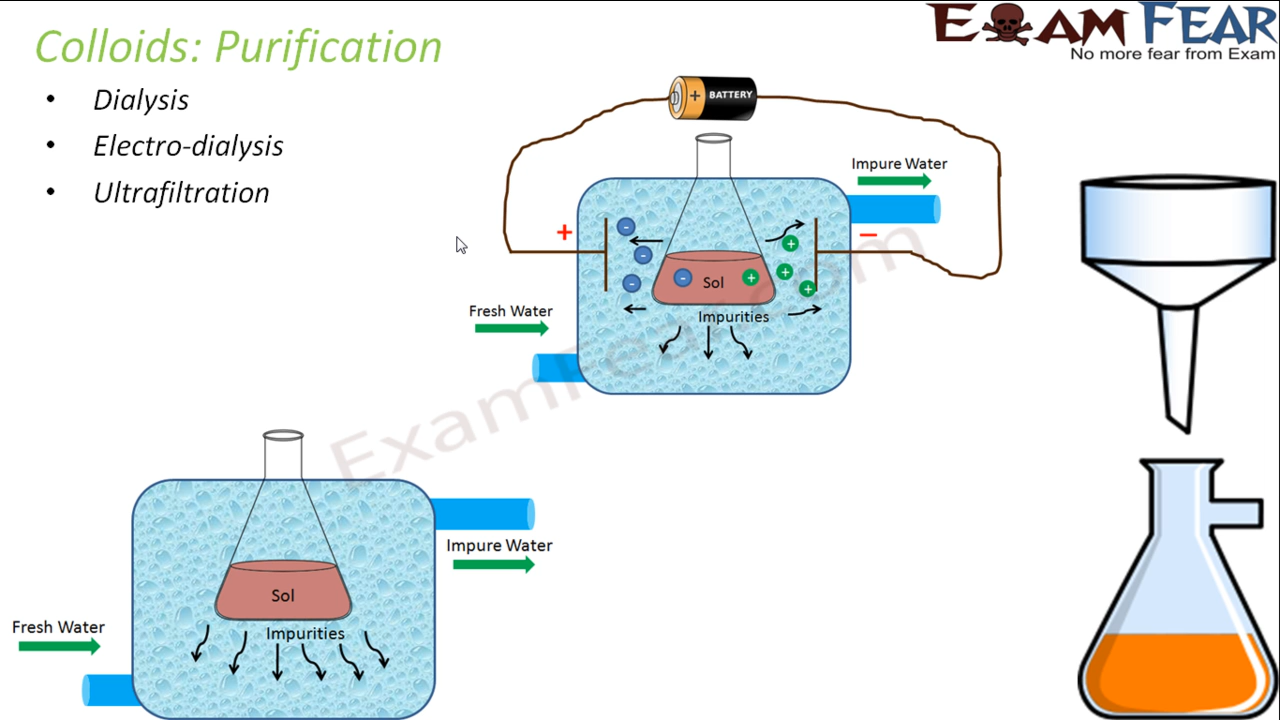 Colloids: Purification
EXAM FEAR
No more fear from Exam
• Dialysis
• Electro-dialysis
• Ultrafiltration
+ BATTERY
Impure Water
+
-
-
-
-
-
+
+
+
+
Sol
Impurities
Fresh Water
ExamFear.com
Impure Water
Sol
Fresh Water
Impurities